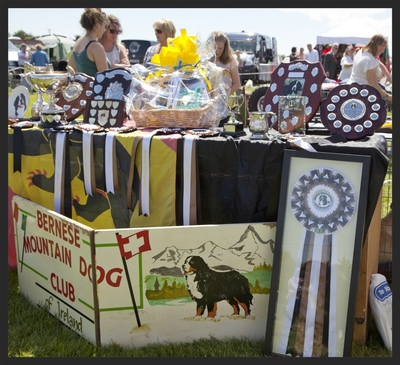 BERNESE
MOUNTAIN DOG
CLUB
of Ireland